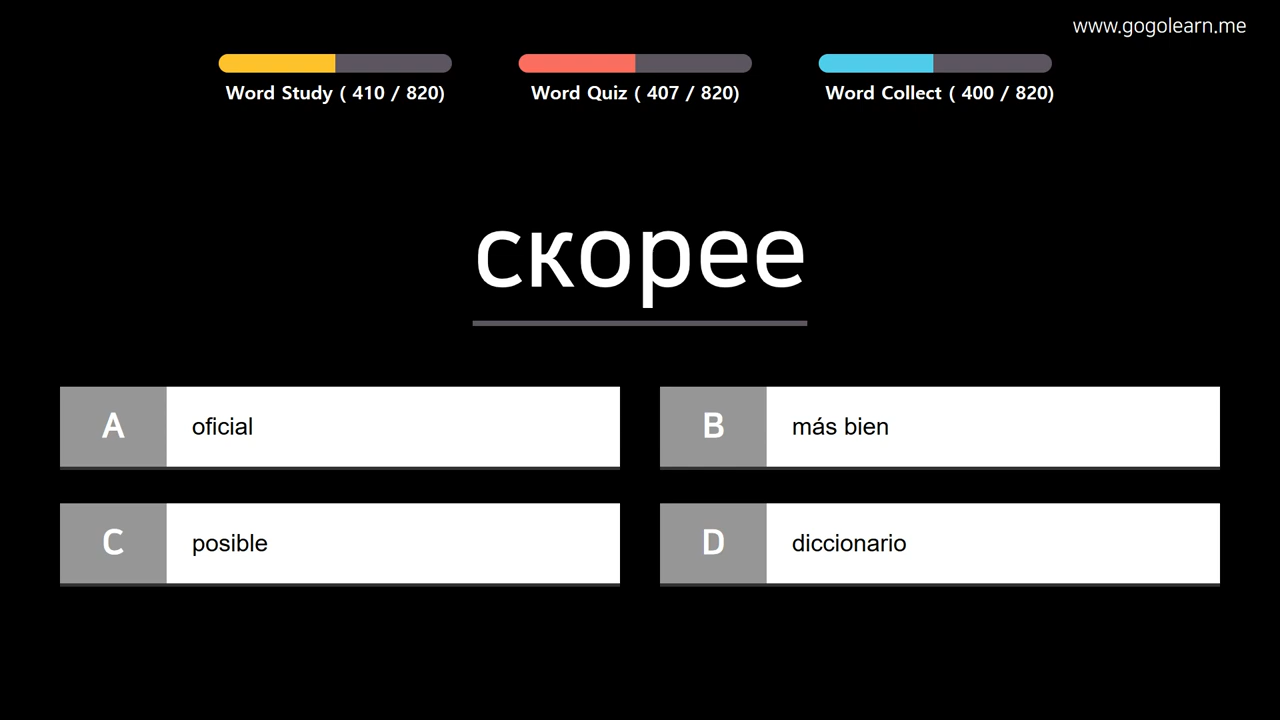 www.gogolearn.me
Word Study ( 410 / 820)
Word Quiz ( 407 / 820)
Word Collect ( 400 / 820)
скорее
A oficial
B más bien
C posible
D diccionario